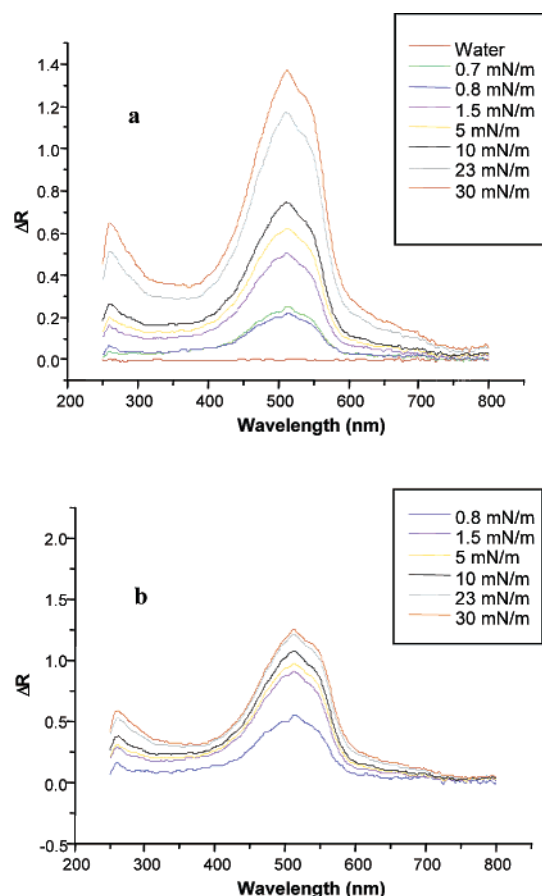 a
ΔR
1.4
1.2
1.0
0.8
0.6
0.4
0.2
0.0
200 300 400 500 600 700 800
Wavelength (nm)
Water
0.7 mN/m
0.8 mN/m
1.5 mN/m
5 mN/m
10 mN/m
23 mN/m
30 mN/m
b
ΔR
2.0
1.5
1.0
0.5
0.0
-0.5
200 300 400 500 600 700 800
Wavelength (nm)
0.8 mN/m
1.5 mN/m
5 mN/m
10 mN/m
23 mN/m
30 mN/m